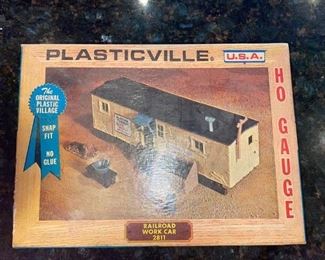 PLASTICVILLE®
U.S.A.
The
ORIGINAL
PLASTIC
VILLAGE
SNAP
FIT
NO
GLUE
HO GAUGE
RAILROAD
WORK CAR
2811